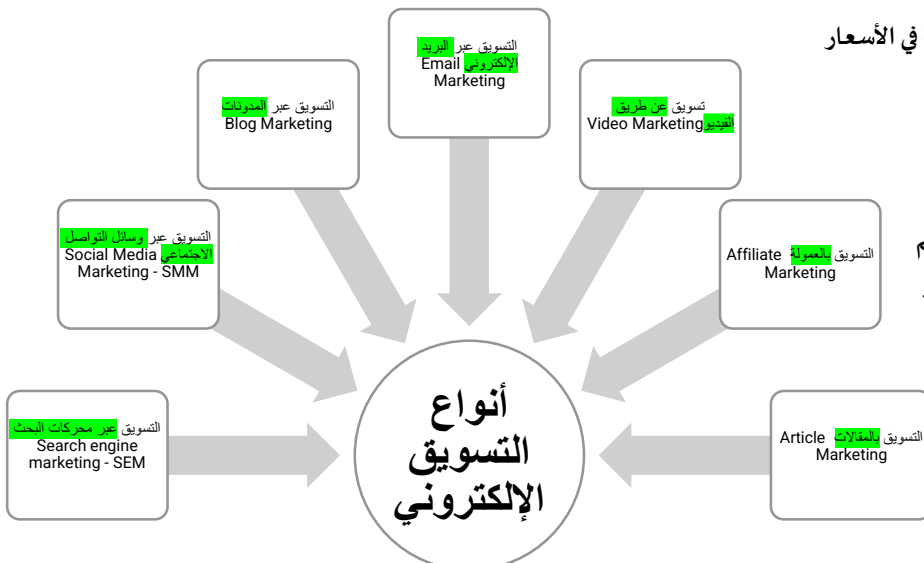 في الأسعار
م
التسويق عبر البريد
الإلكتروني Email
Marketing
تسويق عن طريق
الفيديو Video Marketing
التسويق عبر المدونات
Blog Marketing
التسويق عبر وسائل التواصل
الاجتماعي Social Media
Marketing - SMM
التسويق بالعمولة Affiliate
Marketing
التسويق عبر محركات البحث
Search engine
marketing - SEM
التسويق بالمقالات Article
Marketing
أنواع
التسويق
الإلكتروني